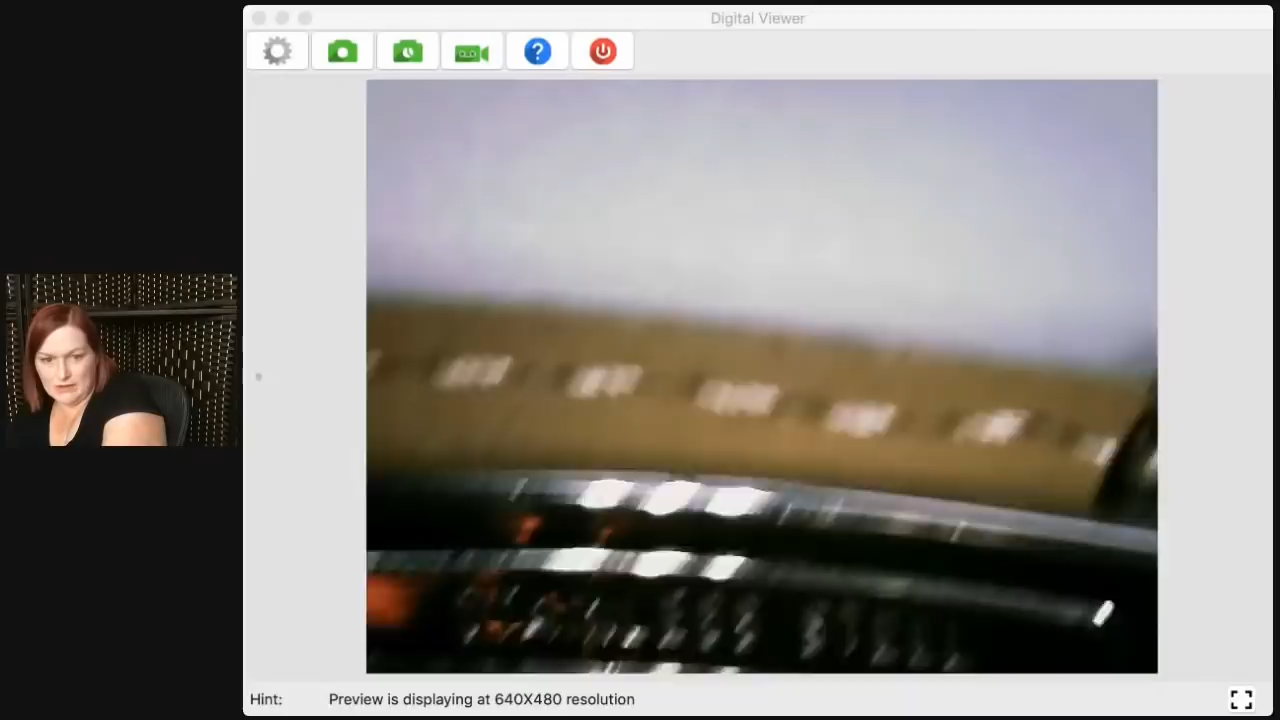 Digital Viewer
Hint: Preview is displaying at 640X480 resolution